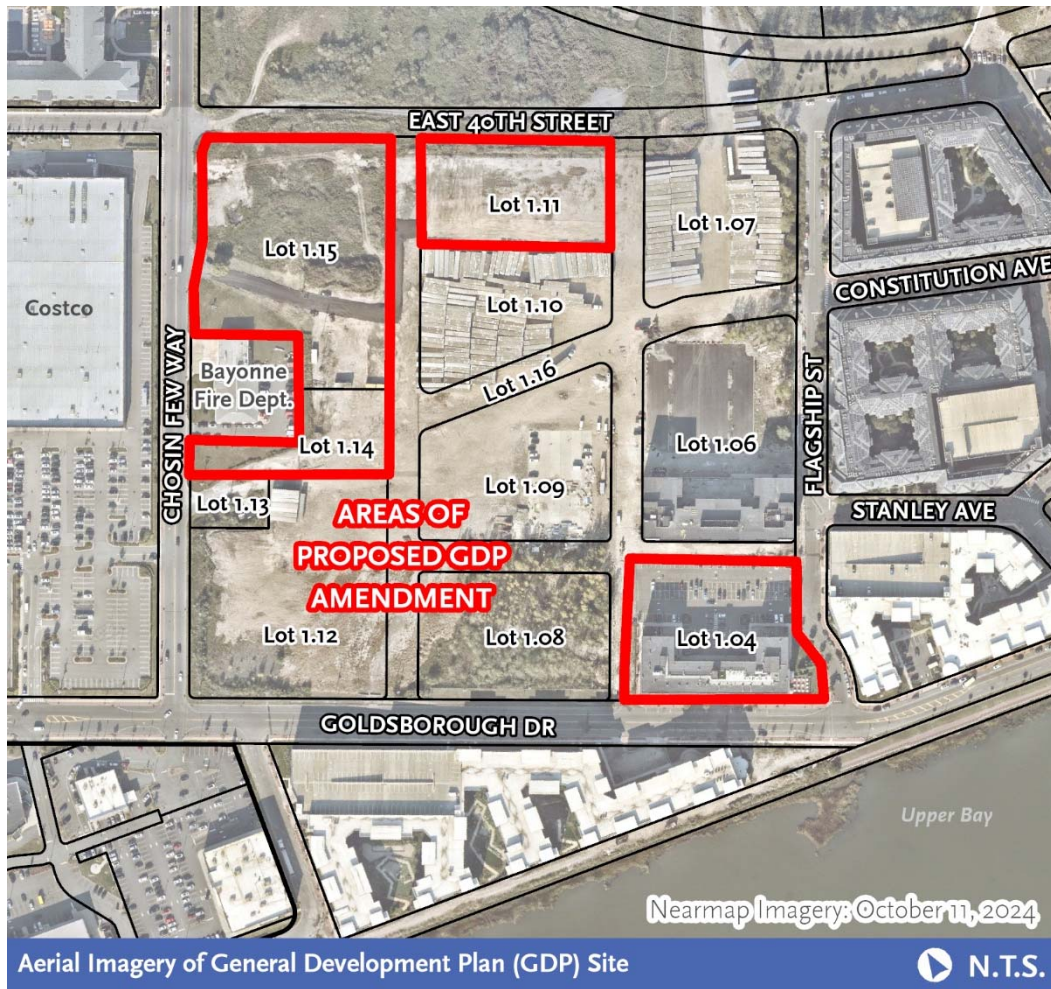 EAST 40TH STREET
Lot 1.11
Lot 1.07
Lot 1.15
CONSTITUTION AVE
Costco
Lot 1.10
CHOSIN FEW WAY
Bayonne
Fire Dept.
Lot 1.16
FLAGSHIP ST
Lot 1.14
Lot 1.06
Lot 1.13
Lot 1.09
STANLEY AVE
AREAS OF
PROPOSED GDP
AMENDMENT
Lot 1.12
Lot 1.08
Lot 1.04
GOLDSBOROUGH DR
Upper Bay
Nearmap Imagery: October 11, 2024
Aerial Imagery of General Development Plan (GDP) Site
N.T.S.